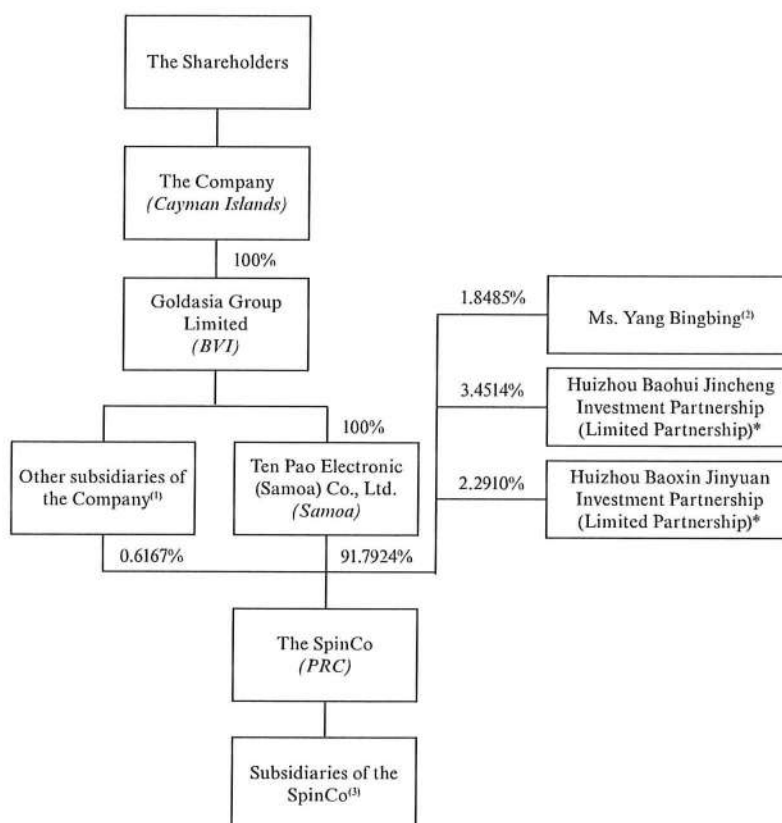 The Shareholders
The Company
(Cayman Islands)
100%
Goldasia Group
Limited
(BVI)
1.8485%
Ms. Yang Bingbing(2)
3.4514%
Huizhou Baohui Jincheng
Investment Partnership
(Limited Partnership)*
100%
Other subsidiaries of
the Company(1)
Ten Pao Electronic
(Samoa) Co., Ltd.
(Samoa)
2.2910%
Huizhou Baoxin Jinyuan
Investment Partnership
(Limited Partnership)*
0.6167%
91.7924%
The SpinCo
(PRC)
Subsidiaries of the
SpinCo(3)